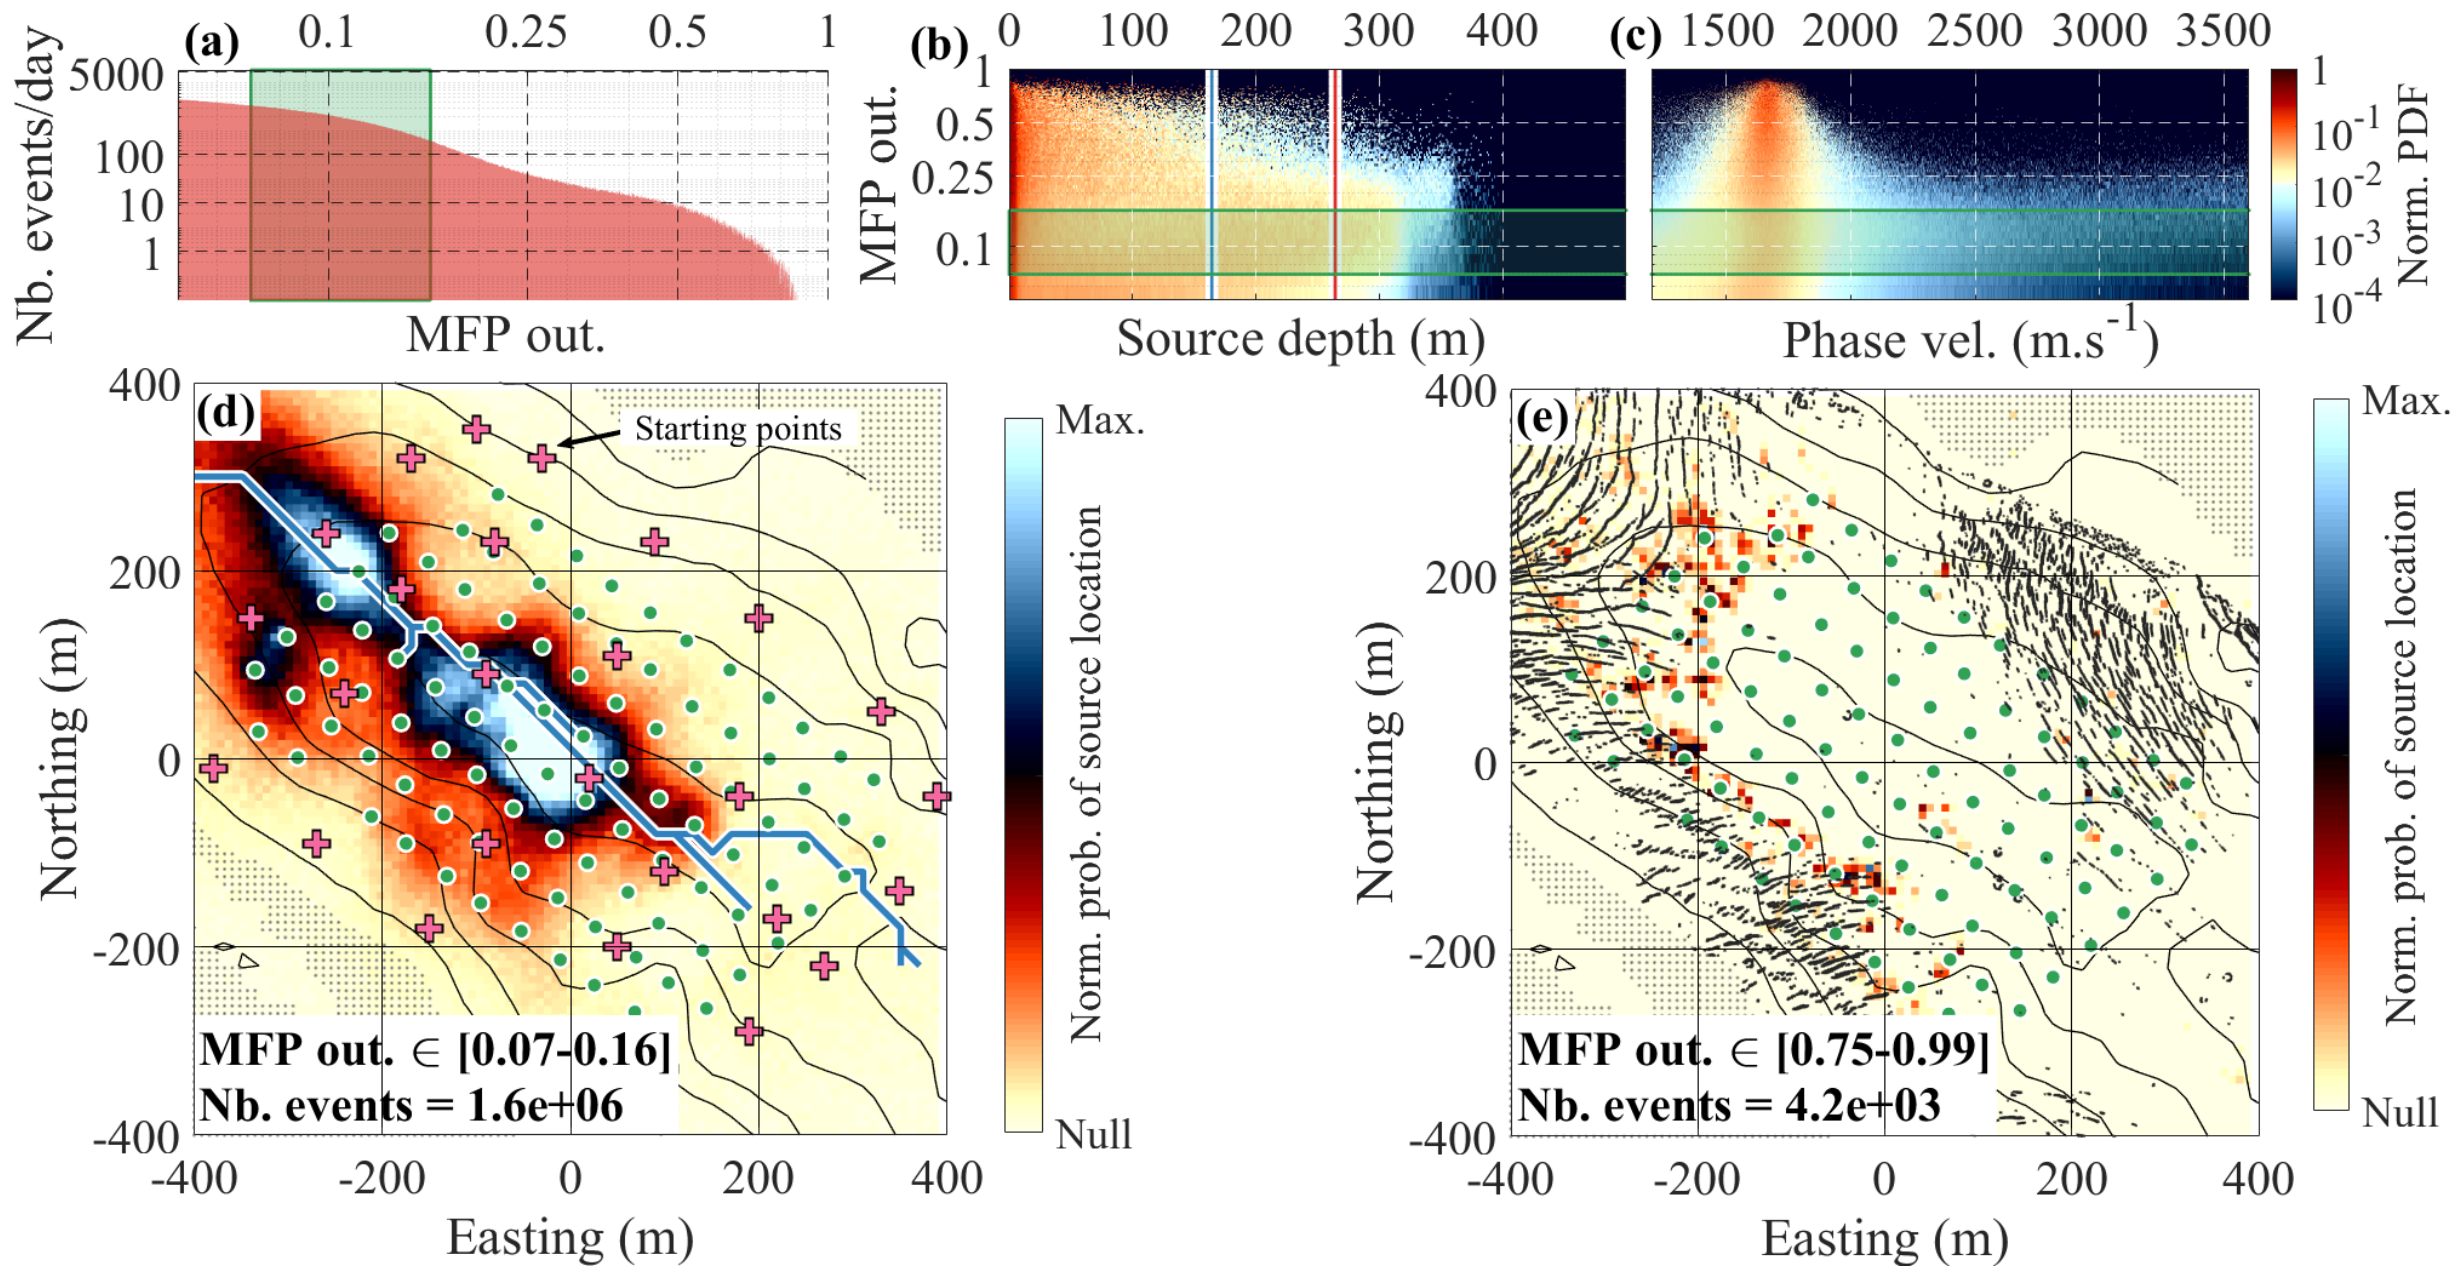 (a)
0.1 0.25 0.5 1
5000
100
10
1
Nb. events/day
MFP out.
(b)
0 100 200 300 400
1
0.5
0.25
0.1
MFP out.
Source depth (m)
(c)
1500 2000 2500 3000 3500
Phase vel. (m.s-1)
1
10-1
10-2
10-3
10-4
Norm. PDF
(d)
Starting points
400
200
0
-200
-400
Northing (m)
MFP out. ∈ [0.07-0.16]
Nb. events = 1.6e+06
-400 -200 0 200 400
Easting (m)
Max.
Norm. prob. of source location
Null
(e)
400
200
0
-200
-400
Northing (m)
MFP out. ∈ [0.75-0.99]
Nb. events = 4.2e+03
-400 -200 0 200 400
Easting (m)
Max.
Norm. prob. of source location
Null